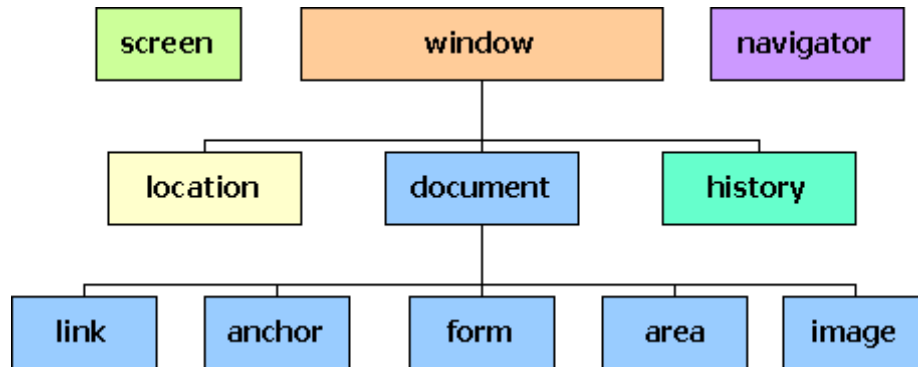 screen
window
navigator
location
document
history
link
anchor
form
area
image